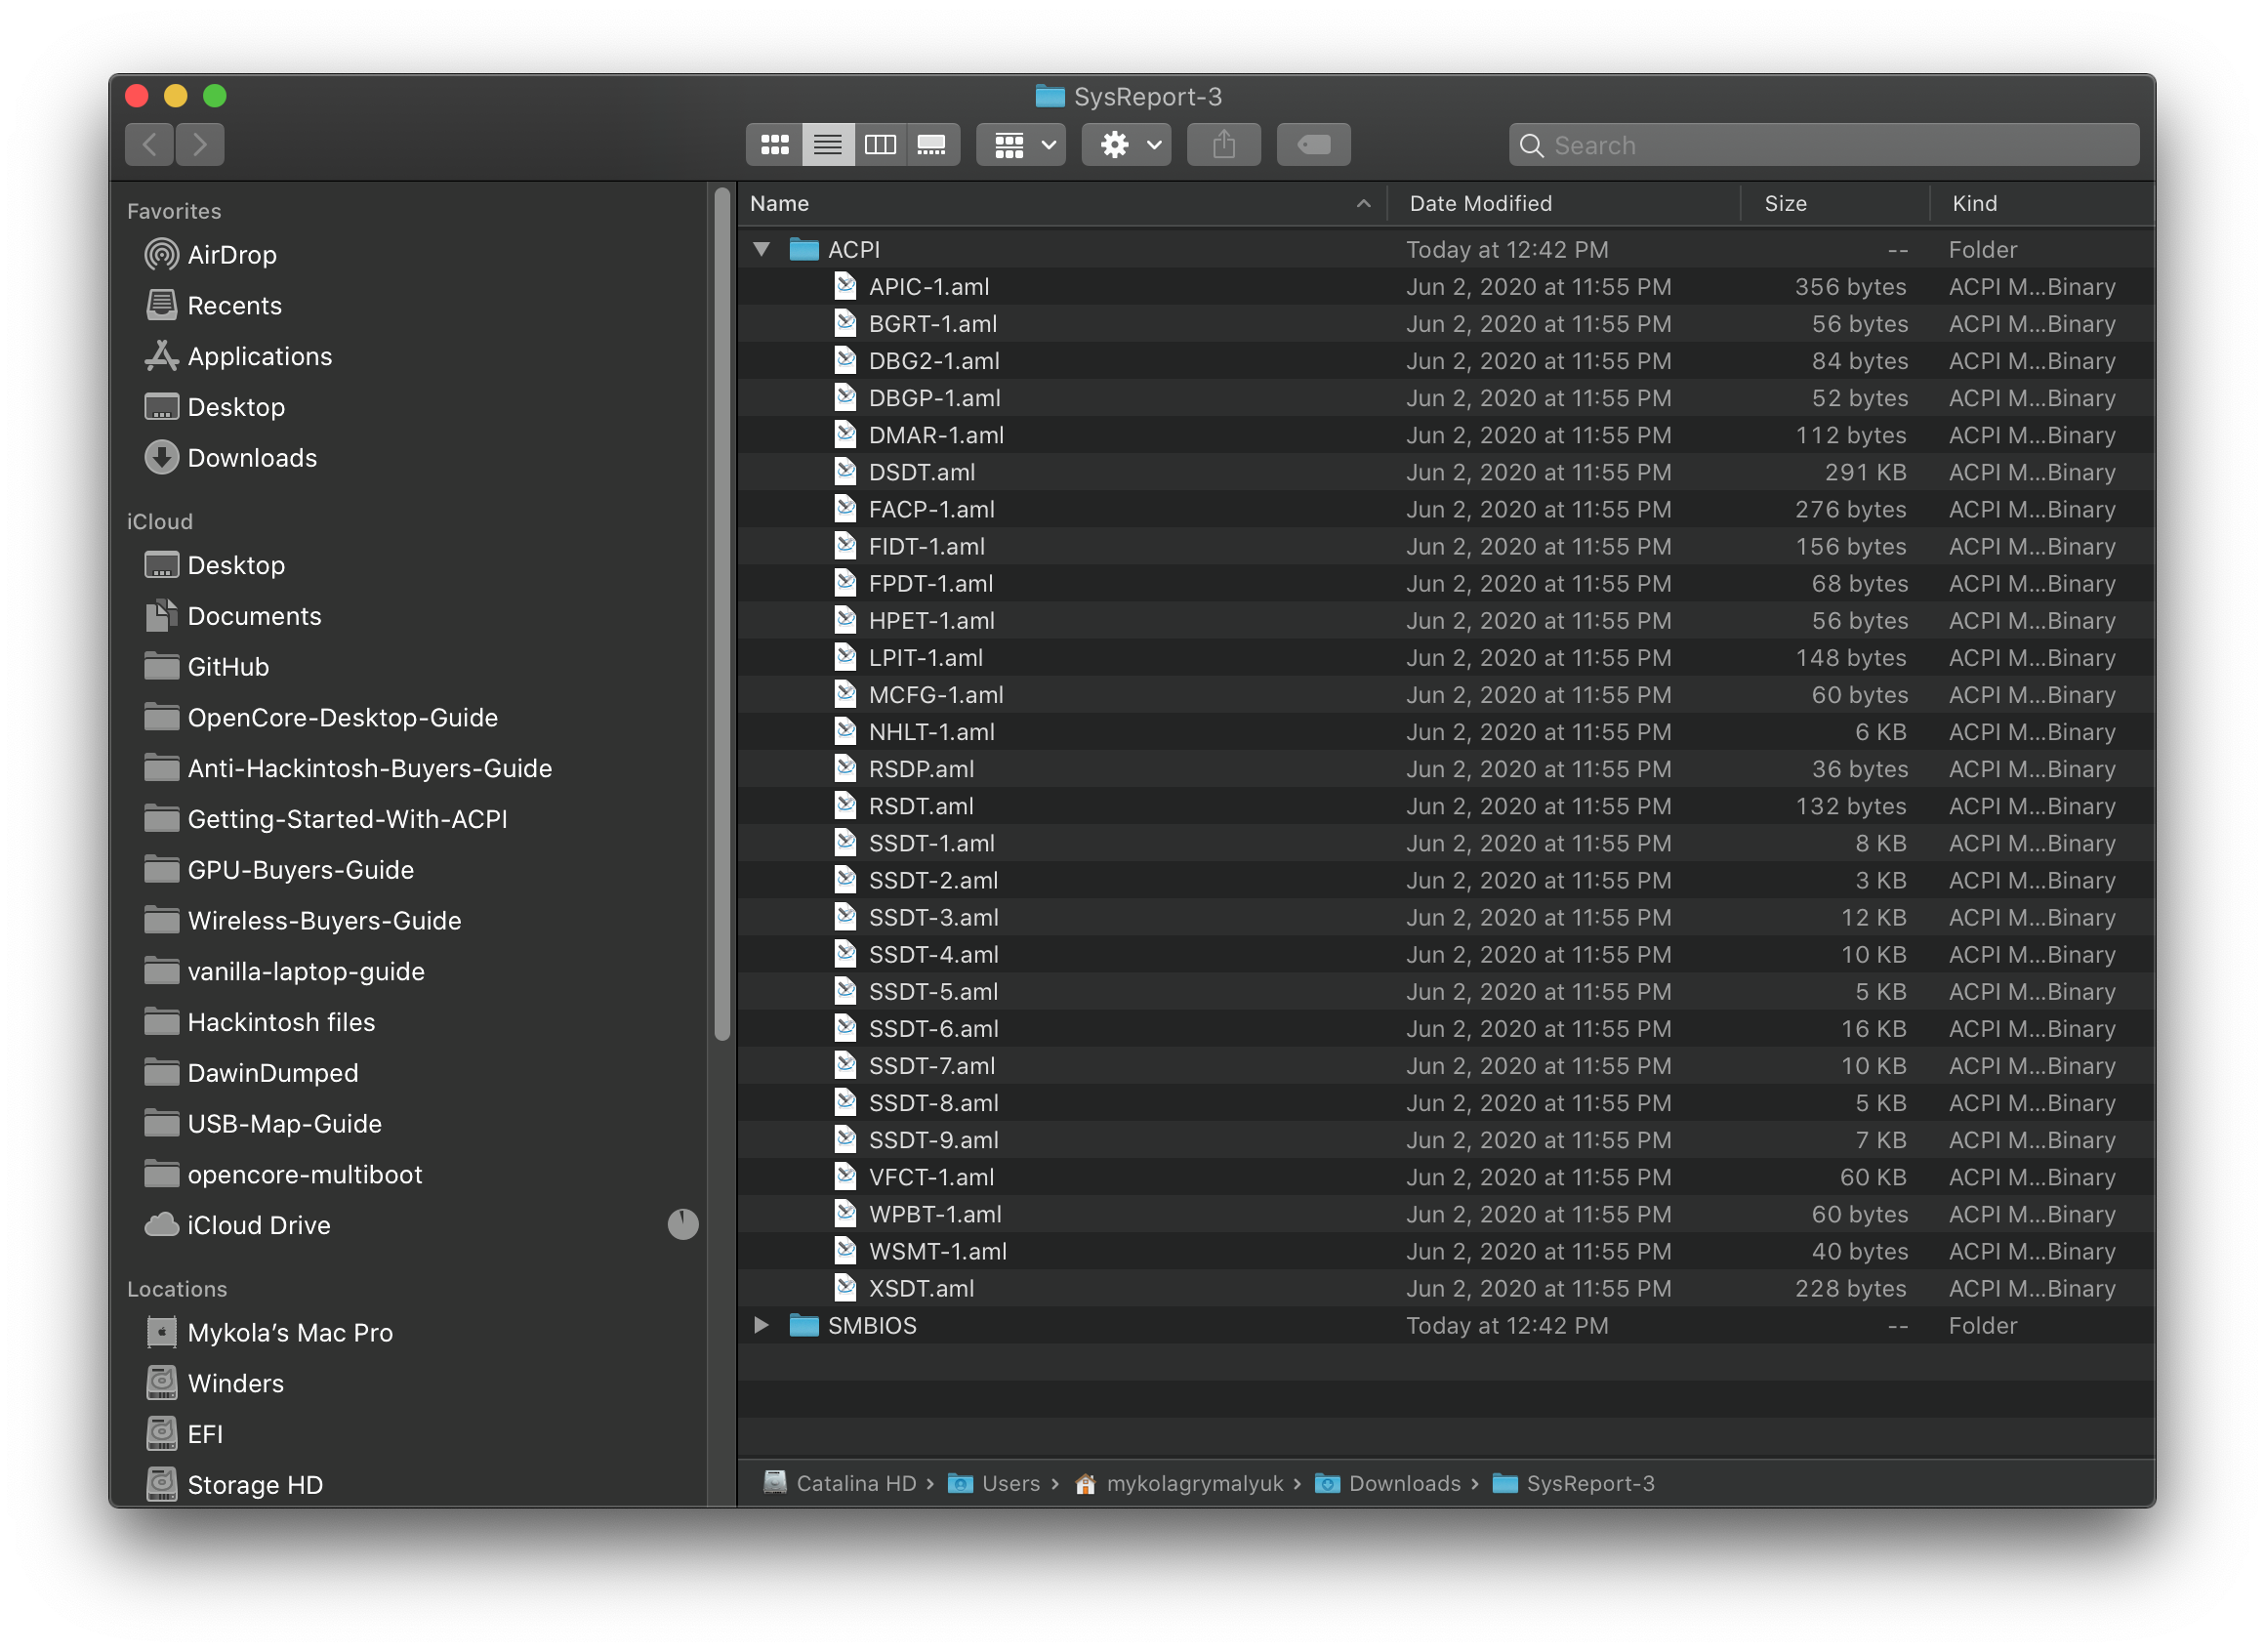 SysReport-3
Search
Favorites
AirDrop
Recents
Applications
Desktop
Downloads
iCloud
Desktop
Documents
GitHub
OpenCore-Desktop-Guide
Anti-Hackintosh-Buyers-Guide
Getting-Started-With-ACPI
GPU-Buyers-Guide
Wireless-Buyers-Guide
vanilla-laptop-guide
Hackintosh files
DawinDumped
USB-Map-Guide
opencore-multiboot
iCloud Drive
Locations
Mykola’s Mac Pro
Winders
EFI
Storage HD
Name Date Modified Size Kind
ACPI Today at 12:42 PM -- Folder
APIC-1.aml Jun 2, 2020 at 11:55 PM 356 bytes ACPI M...Binary
BGRT-1.aml Jun 2, 2020 at 11:55 PM 56 bytes ACPI M...Binary
DBG2-1.aml Jun 2, 2020 at 11:55 PM 84 bytes ACPI M...Binary
DBGP-1.aml Jun 2, 2020 at 11:55 PM 52 bytes ACPI M...Binary
DMAR-1.aml Jun 2, 2020 at 11:55 PM 112 bytes ACPI M...Binary
DSDT.aml Jun 2, 2020 at 11:55 PM 291 KB ACPI M...Binary
FACP-1.aml Jun 2, 2020 at 11:55 PM 276 bytes ACPI M...Binary
FIDT-1.aml Jun 2, 2020 at 11:55 PM 156 bytes ACPI M...Binary
FPDT-1.aml Jun 2, 2020 at 11:55 PM 68 bytes ACPI M...Binary
HPET-1.aml Jun 2, 2020 at 11:55 PM 56 bytes ACPI M...Binary
LPIT-1.aml Jun 2, 2020 at 11:55 PM 148 bytes ACPI M...Binary
MCFG-1.aml Jun 2, 2020 at 11:55 PM 60 bytes ACPI M...Binary
NHLT-1.aml Jun 2, 2020 at 11:55 PM 6 KB ACPI M...Binary
RSDP.aml Jun 2, 2020 at 11:55 PM 36 bytes ACPI M...Binary
RSDT.aml Jun 2, 2020 at 11:55 PM 132 bytes ACPI M...Binary
SSDT-1.aml Jun 2, 2020 at 11:55 PM 8 KB ACPI M...Binary
SSDT-2.aml Jun 2, 2020 at 11:55 PM 3 KB ACPI M...Binary
SSDT-3.aml Jun 2, 2020 at 11:55 PM 12 KB ACPI M...Binary
SSDT-4.aml Jun 2, 2020 at 11:55 PM 10 KB ACPI M...Binary
SSDT-5.aml Jun 2, 2020 at 11:55 PM 5 KB ACPI M...Binary
SSDT-6.aml Jun 2, 2020 at 11:55 PM 16 KB ACPI M...Binary
SSDT-7.aml Jun 2, 2020 at 11:55 PM 10 KB ACPI M...Binary
SSDT-8.aml Jun 2, 2020 at 11:55 PM 5 KB ACPI M...Binary
SSDT-9.aml Jun 2, 2020 at 11:55 PM 7 KB ACPI M...Binary
VFCT-1.aml Jun 2, 2020 at 11:55 PM 60 KB ACPI M...Binary
WPBT-1.aml Jun 2, 2020 at 11:55 PM 60 bytes ACPI M...Binary
WSMT-1.aml Jun 2, 2020 at 11:55 PM 40 bytes ACPI M...Binary
XSDT.aml Jun 2, 2020 at 11:55 PM 228 bytes ACPI M...Binary
SMBIOS Today at 12:42 PM -- Folder
Catalina HD › Users › mykolagrymalyuk › Downloads › SysReport-3